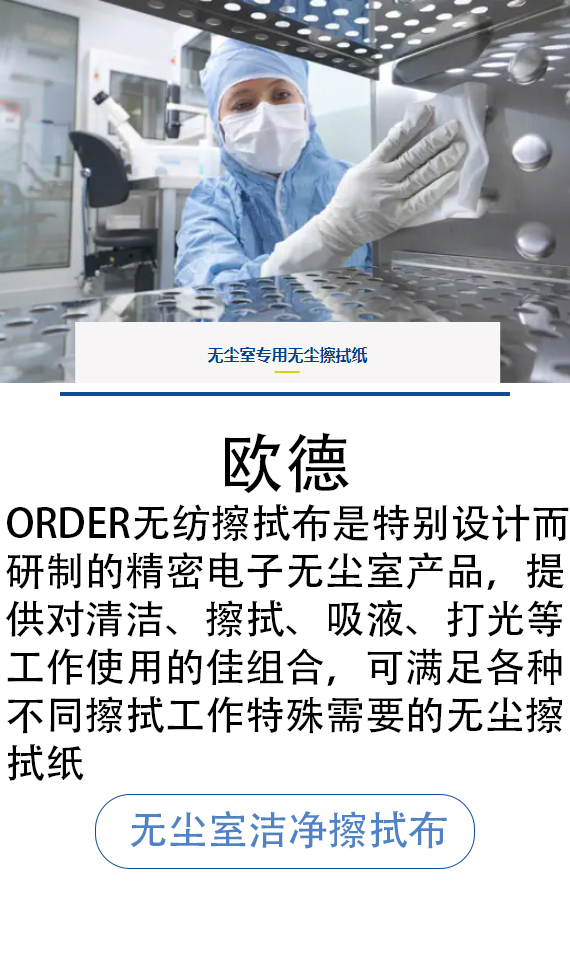 无尘室专用无尘擦拭纸
欧德
ORDER无纺擦拭布是特别设计而
研制的精密电子无尘室产品，提
供对清洁、擦拭、吸液、打光等
工作使用的佳组合，可满足各种
不同擦拭工作特殊需要的无尘擦
拭纸
无尘室洁净擦拭布